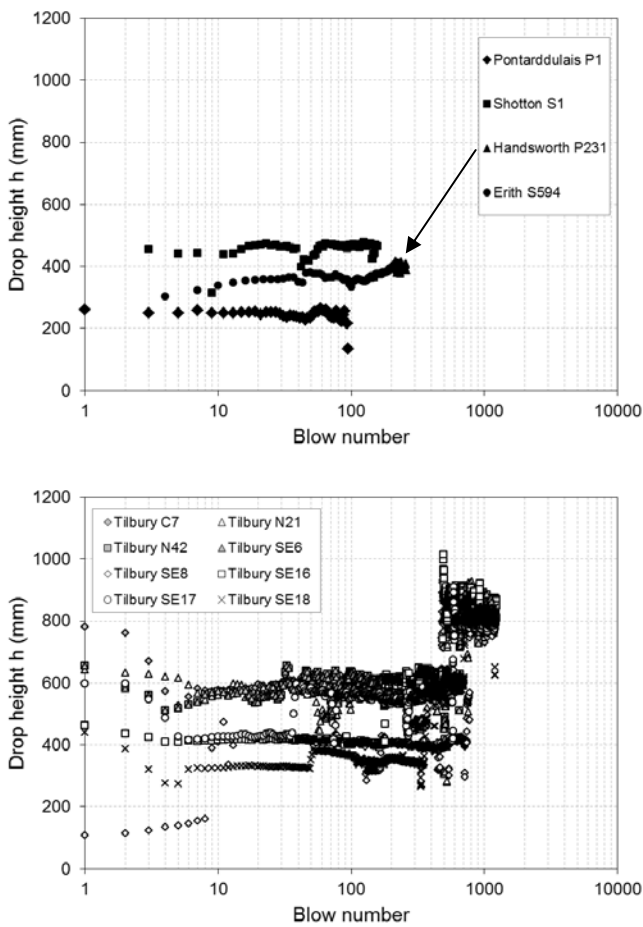 1200
1000
800
600
400
200
0
Drop height h (mm)
Pontarddulais P1
Shotton S1
Handsworth P231
Erith S594
1 10 100 1000 10000
Blow number
1200
1000
800
600
400
200
0
Drop height h (mm)
Tilbury C7 Tilbury N21
Tilbury N42 Tilbury SE6
Tilbury SE8 Tilbury SE16
Tilbury SE17 Tilbury SE18
1 10 100 1000 10000
Blow number